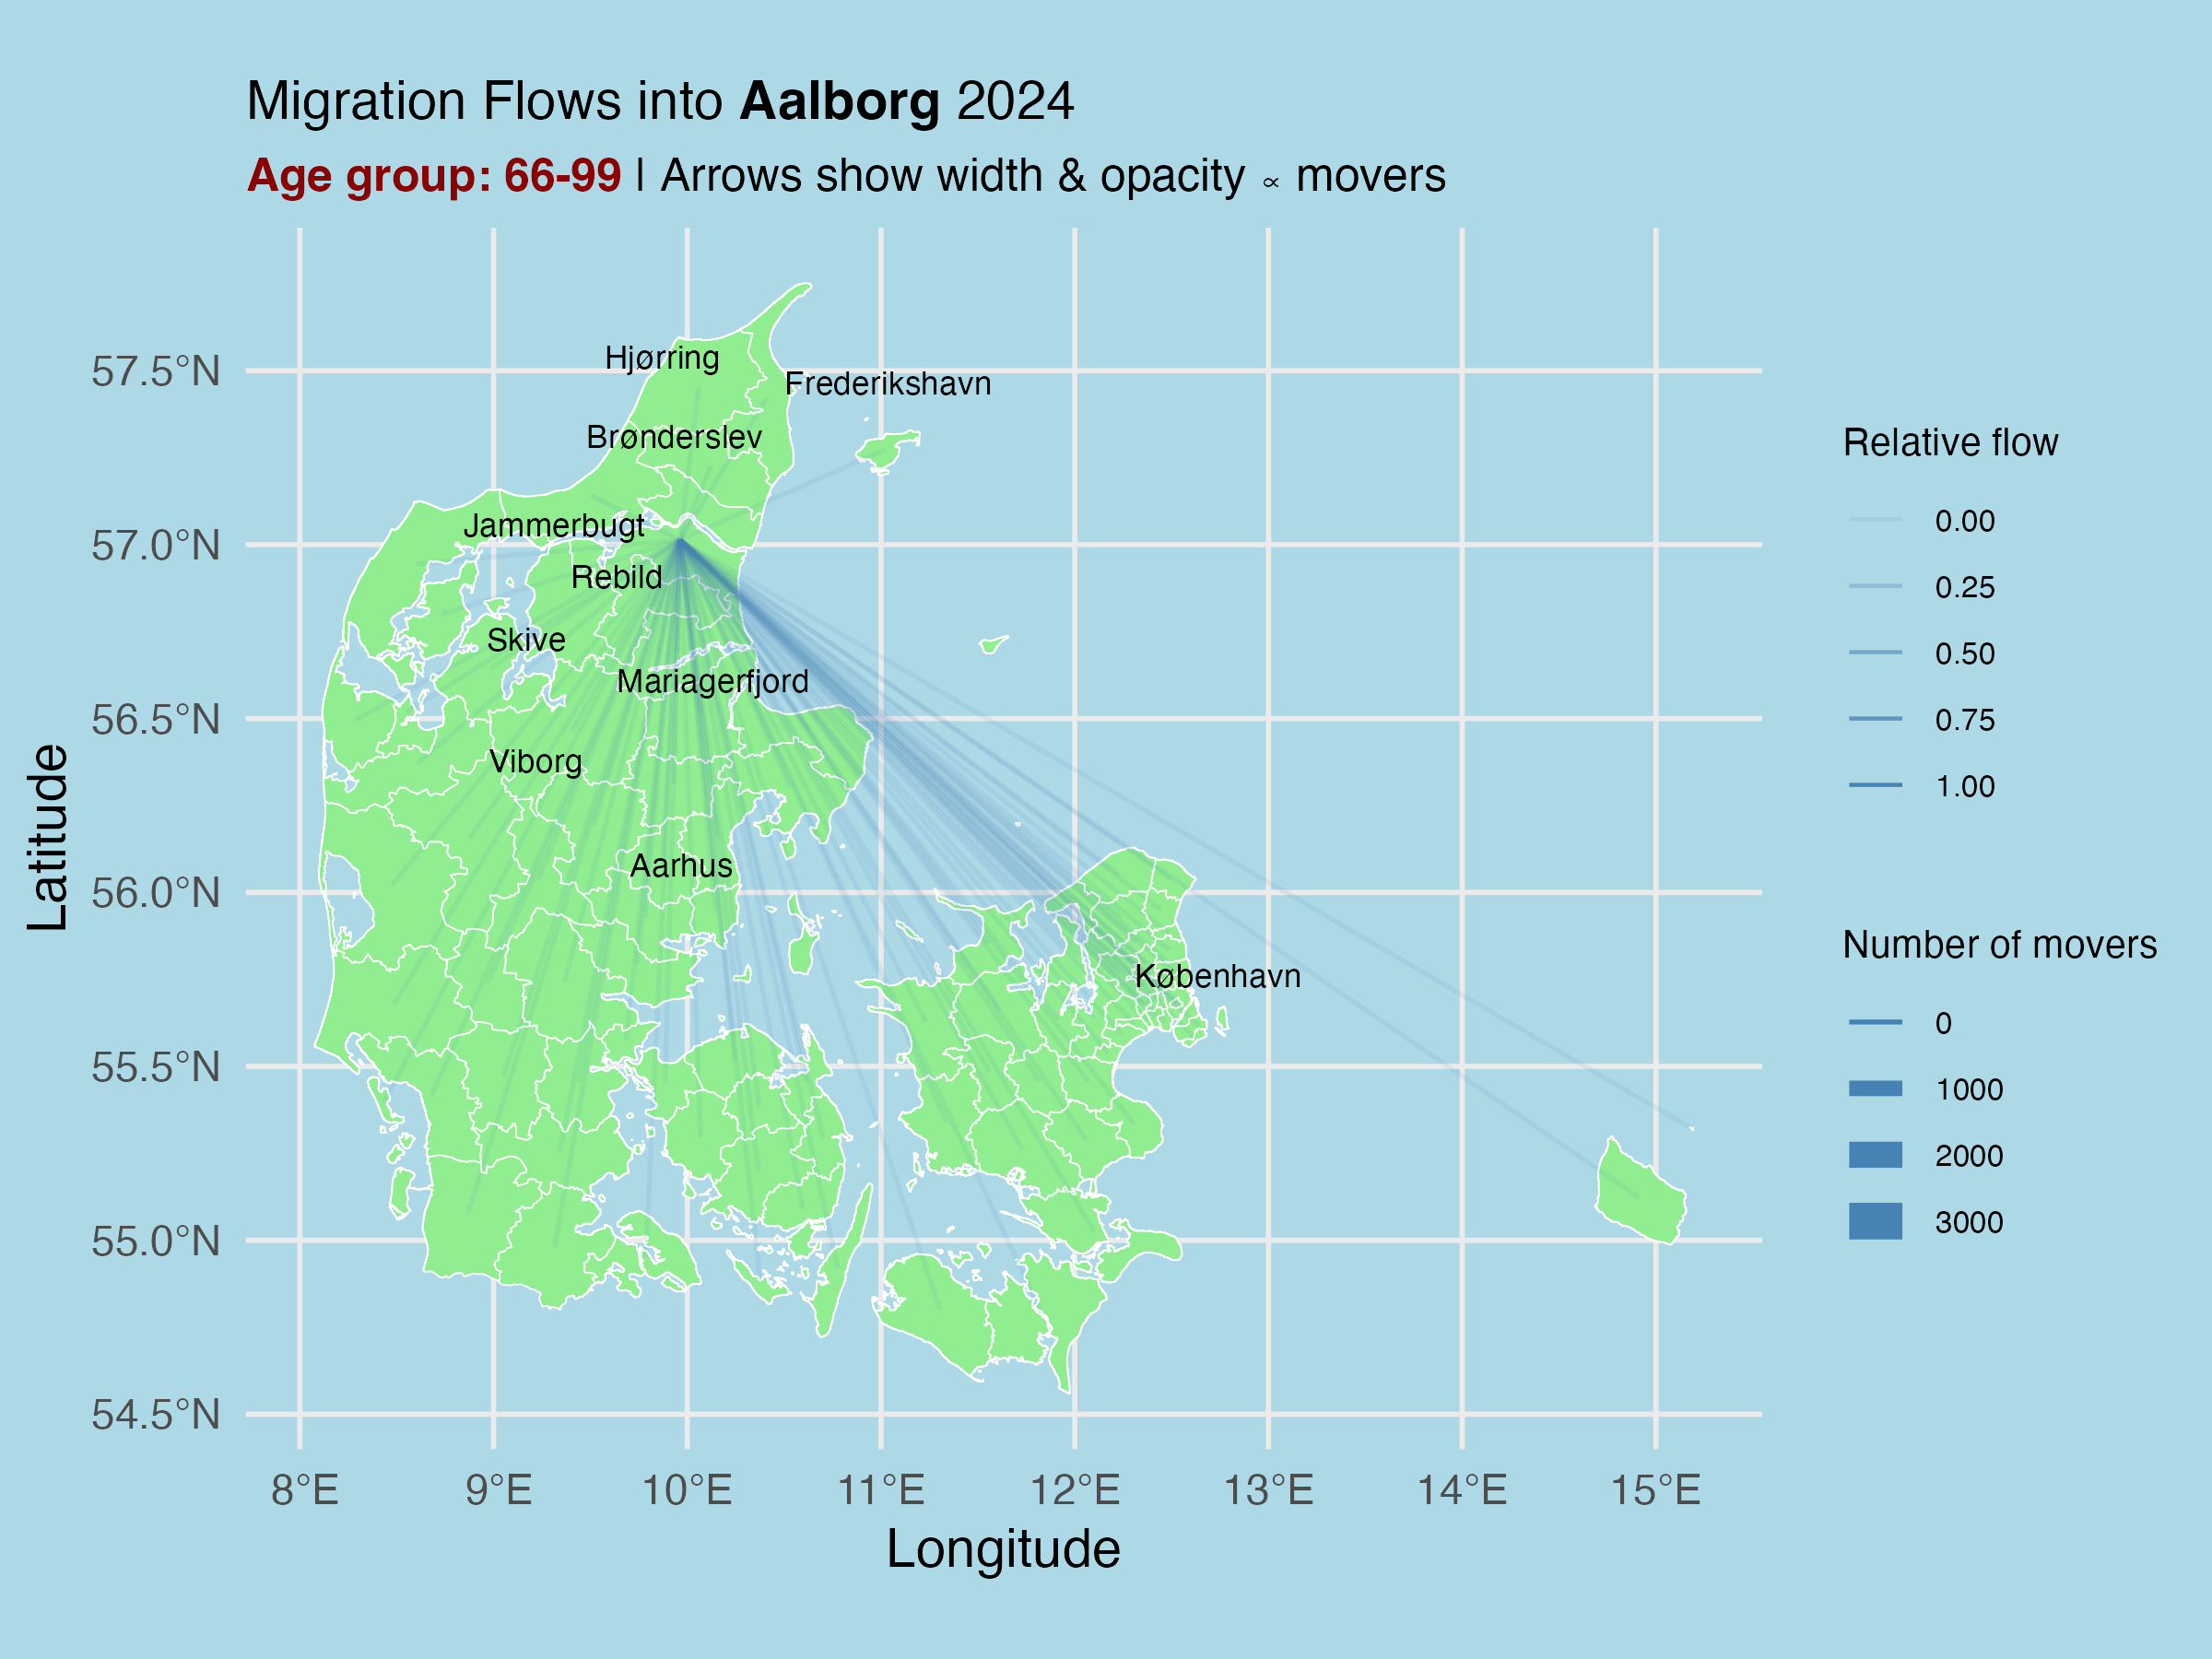 Migration Flows into Aalborg 2024
Age group: 66-99 | Arrows show width & opacity ∝ movers
57.5°N
57.0°N
56.5°N
56.0°N
55.5°N
55.0°N
54.5°N
Latitude
Hjørring
Frederikshavn
Brønderslev
Jammerbugt
Rebild
Skive
Mariagerfjord
Viborg
Aarhus
København
8°E 9°E 10°E 11°E 12°E 13°E 14°E 15°E
Longitude
Relative flow
0.00
0.25
0.50
0.75
1.00
Number of movers
0
1000
2000
3000